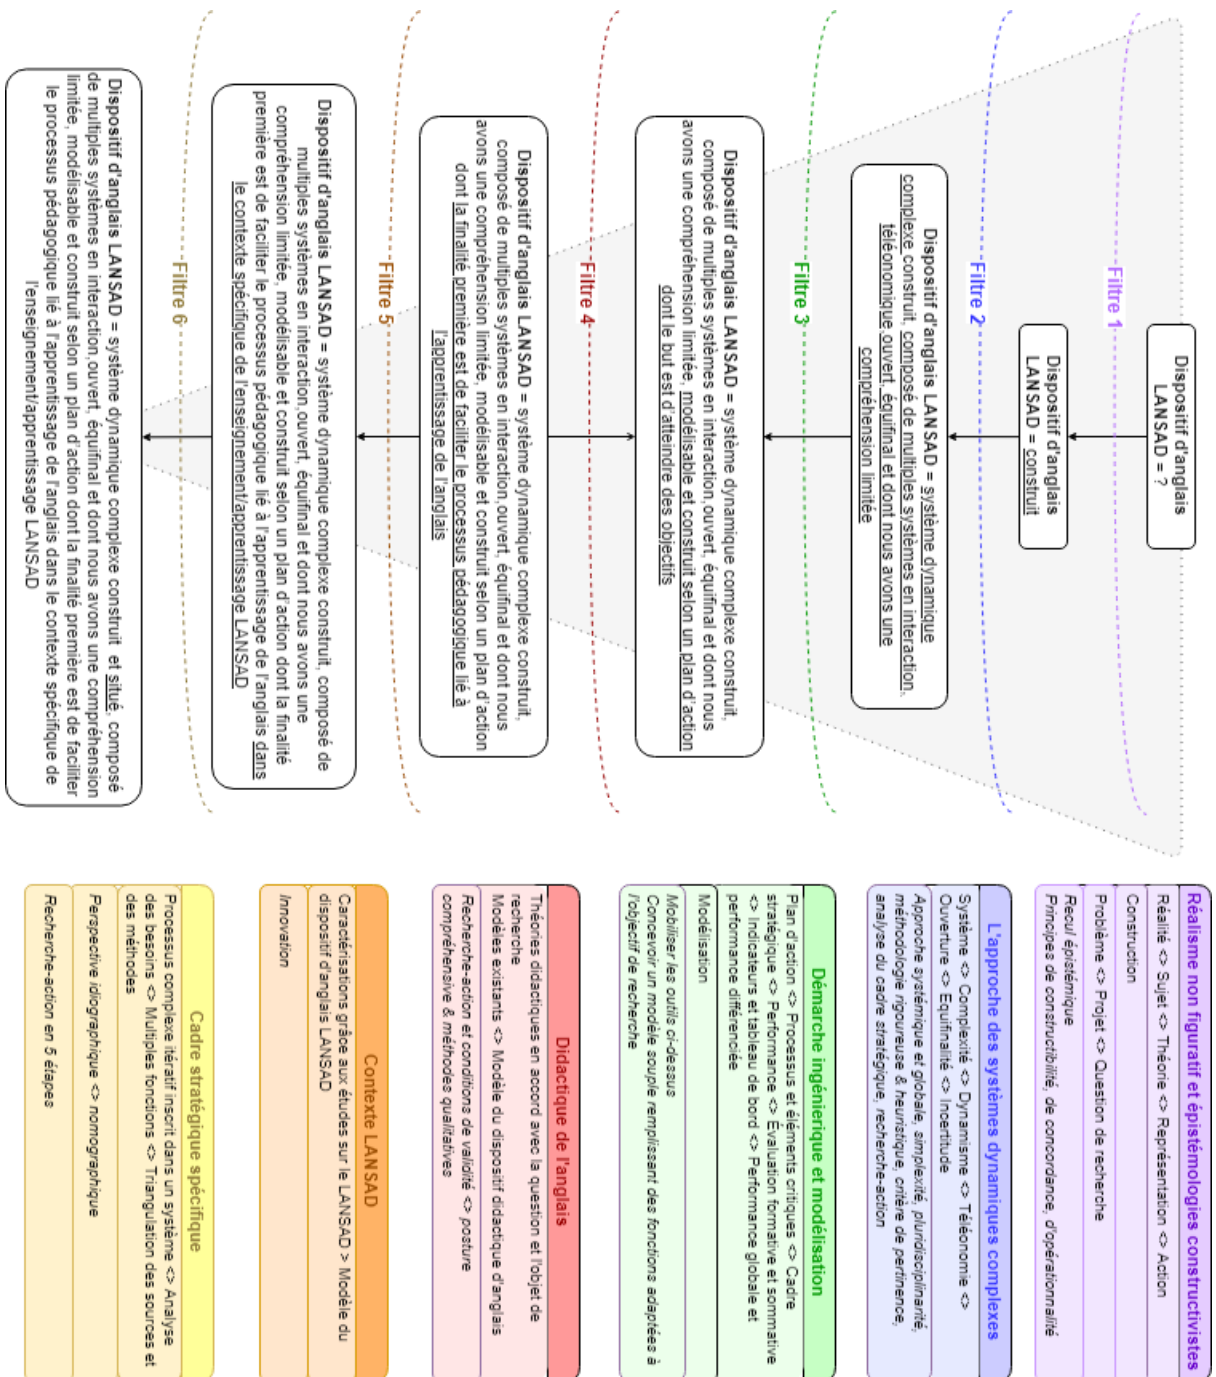 Dispositif d'anglais
LANSAD = ?
Filtre 1
Dispositif d'anglais
LANSAD = construit
Filtre 2
Dispositif d'anglais LANSAD = système dynamique
complexe construit, composé de multiples systèmes en interaction,
téléonomique,ouvert, équifinal et dont nous avons une
compréhension limitée
Filtre 3
Dispositif d'anglais LANSAD = système dynamique complexe construit,
composé de multiples systèmes en interaction,ouvert, équifinal et dont nous
avons une compréhension limitée, modélisable et construit selon un plan d'action
dont le but est d'atteindre des objectifs
Filtre 4
Dispositif d'anglais LANSAD = système dynamique complexe construit,
composé de multiples systèmes en interaction,ouvert, équifinal et dont nous
avons une compréhension limitée, modélisable et construit selon un plan d'action
dont la finalité première est de faciliter le processus pédagogique lié à
l'apprentissage de l'anglais
Filtre 5
Dispositif d'anglais LANSAD = système dynamique complexe construit, composé de
multiples systèmes en interaction,ouvert, équifinal et dont nous avons une
compréhension limitée, modélisable et construit selon un plan d'action dont la finalité
première est de faciliter le processus pédagogique lié à l'apprentissage de l'anglais dans
le contexte spécifique de l'enseignement/apprentissage LANSAD
Filtre 6
Dispositif d'anglais LANSAD = système dynamique complexe construit et situé, composé
de multiples systèmes en interaction,ouvert, équifinal et dont nous avons une compréhension
limitée, modélisable et construit selon un plan d'action dont la finalité première est de faciliter
le processus pédagogique lié à l'apprentissage de l'anglais dans le contexte spécifique de
l'enseignement/apprentissage LANSAD
Réalisme non figuratif et épistémologies constructivistes
Réalité <> Sujet <> Théorie <> Représentation <> Action
Construction
Problème <> Projet <> Question de recherche
Recul épistémique
Principes de constructibilité, de concordance, d'opérationnalité
L'approche des systèmes dynamiques complexes
Système <> Complexité <> Dynamisme <> Téléonomie <>
Ouverture <> Equifinalité <> Incertitude
Approche systémique et globale, simplexité, pluridisciplinarité,
méthodologie rigoureuse & heuristique, critère de pertinence,
analyse du cadre stratégique, recherche-action
Démarche ingénierique et modélisation
Plan d'action <> Processus et éléments critiques <> Cadre
stratégique <> Performance <> Évaluation formative et sommative
<> Indicateurs et tableau de bord <> Performance globale et
performance différenciée
Modélisation
Mobiliser les outils ci-dessus
Concevoir un modèle souple remplissant des fonctions adaptées à
l'objectif de recherche
Didactique de l'anglais
Théories didactiques en accord avec la question et l'objet de
recherche
Modèles existants <> Modèle du dispositif didactique d'anglais
Recherche-action et conditions de validité <> posture
compréhensive & méthodes qualitatives
Contexte LANSAD
Caractérisations grâce aux études sur le LANSAD > Modèle du
dispositif d'anglais LANSAD
Innovation
Cadre stratégique spécifique
Processus complexe itératif inscrit dans un système <> Analyse
des besoins <> Multiples fonctions <> Triangulation des sources et
des méthodes
Perspective idiographique <> nomographique
Recherche-action en 5 étapes